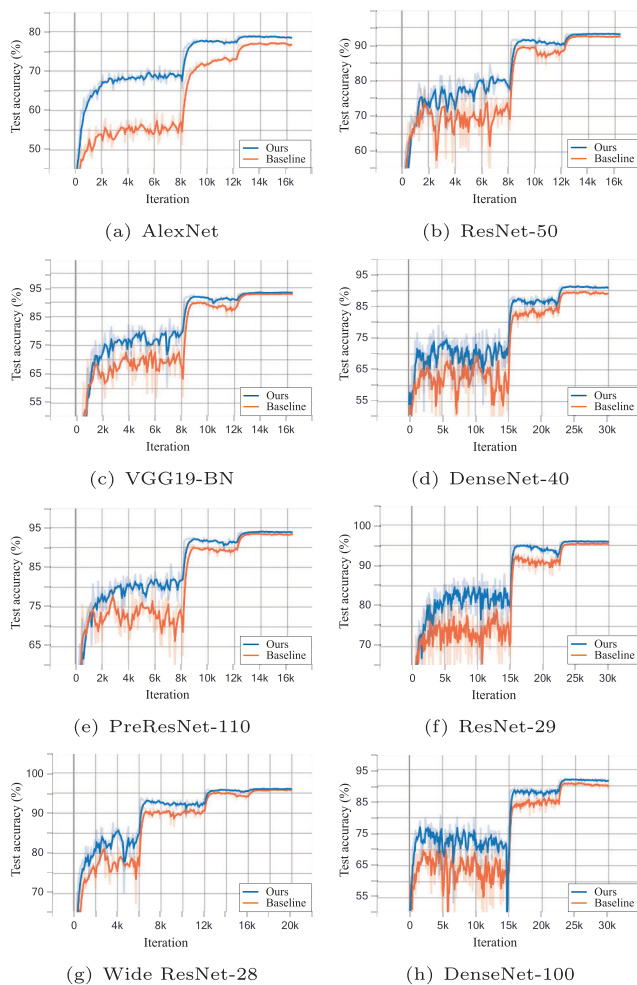 Test accuracy (%)
80
70
60
50
0
2k
4k
6k
8k
10k
12k
14k
16k
Iteration
Ours
Baseline
(a) AlexNet
Test accuracy (%)
90
80
70
60
0
2k
4k
6k
8k
10k
12k
14k
16k
Iteration
Ours
Baseline
(b) ResNet-50
Test accuracy (%)
95
85
75
65
55
0
2k
4k
6k
8k
10k
12k
14k
16k
Iteration
Ours
Baseline
(c) VGG19-BN
Test accuracy (%)
95
85
75
65
55
0
5k
10k
15k
20k
25k
30k
Iteration
Ours
Baseline
(d) DenseNet-40
Test accuracy (%)
95
85
75
65
0
2k
4k
6k
8k
10k
12k
14k
16k
Iteration
Ours
Baseline
(e) PreResNet-110
Test accuracy (%)
100
90
80
70
0
5k
10k
15k
20k
25k
30k
Iteration
Ours
Baseline
(f) ResNet-29
Test accuracy (%)
100
90
80
70
0
4k
8k
12k
16k
20k
Iteration
Ours
Baseline
(g) Wide ResNet-28
Test accuracy (%)
95
85
75
65
55
0
5k
10k
15k
20k
25k
30k
Iteration
Ours
Baseline
(h) DenseNet-100